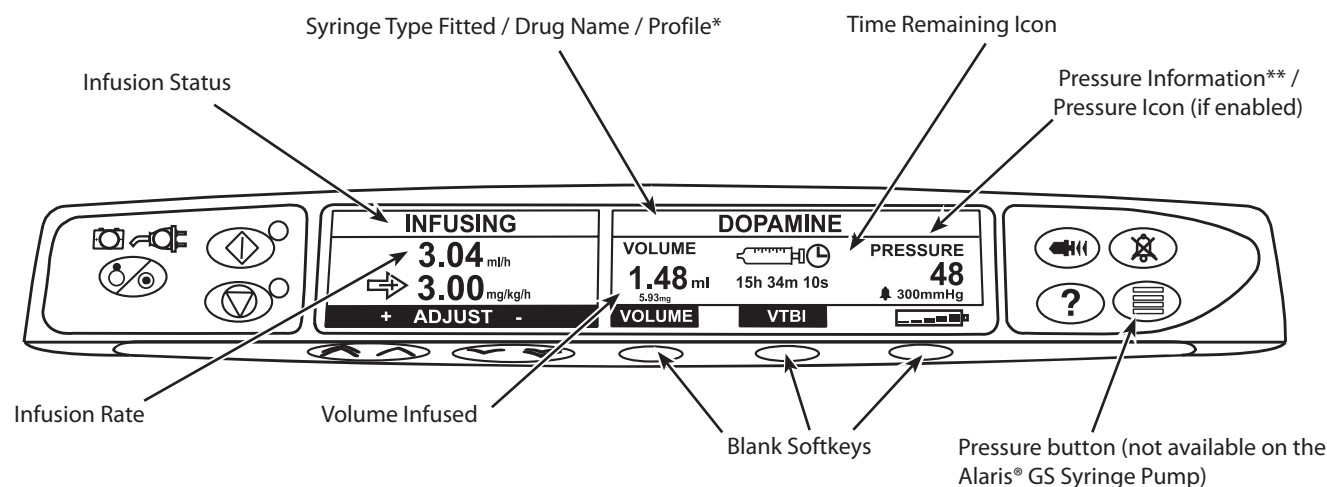 Syringe Type Fitted / Drug Name / Profile*
Time Remaining Icon
Infusion Status
Pressure Information** /
Pressure Icon (if enabled)
INFUSING
DOPAMINE
3.04 ml/h
3.00 mg/kg/h
+ ADJUST -
VOLUME
1.48 ml
5.93mg
15h 34m 10s
PRESSURE
48
300mmHg
VOLUME
VTBI
?
Infusion Rate
Volume Infused
Blank Softkeys
Pressure button (not available on the
Alaris® GS Syringe Pump)